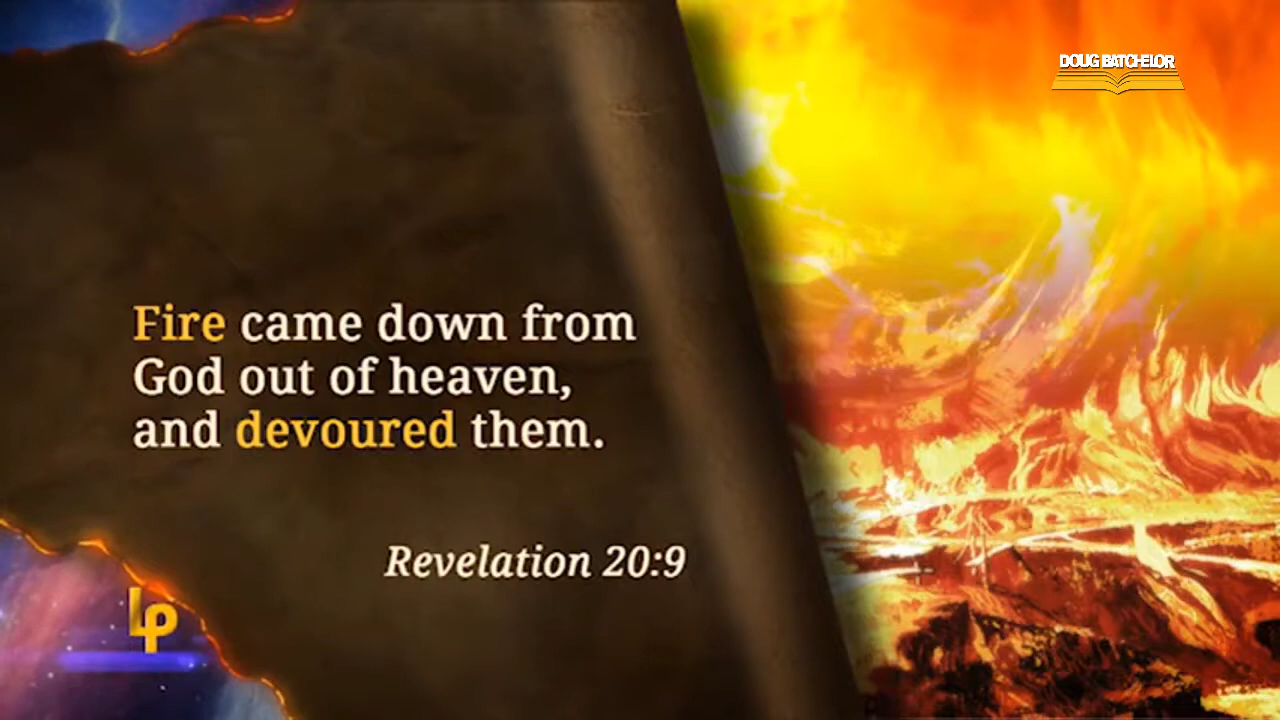 DOUG BATCHELOR
Fire came down from
God out of heaven,
and devoured them.
Revelation 20:9
Lp